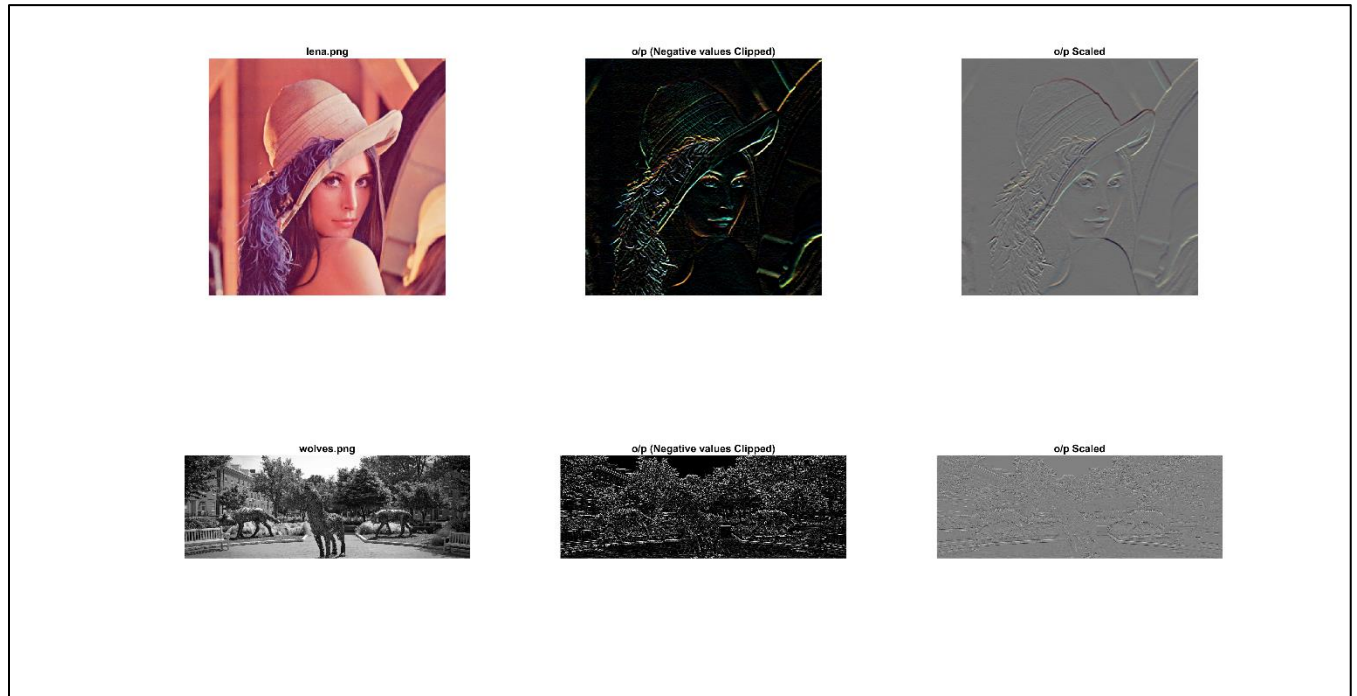 lena.png
o/p (Negative values Clipped)
o/p Scaled
wolves.png
o/p (Negative values Clipped)
o/p Scaled